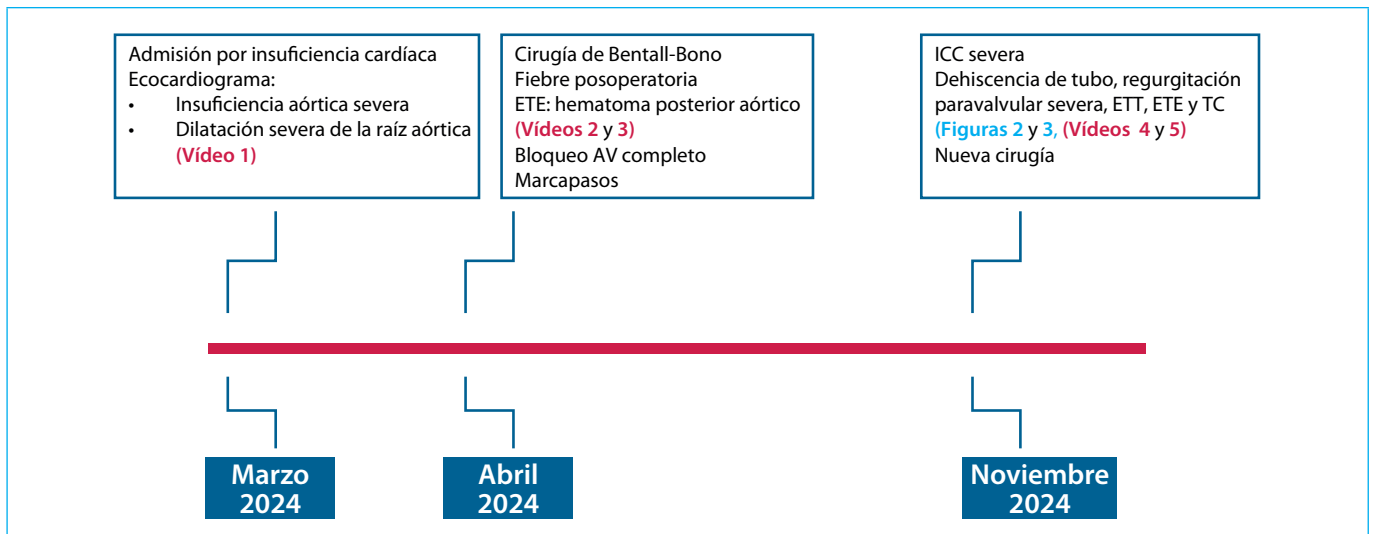 Admisión por insuficiencia cardíaca
Ecocardiograma:
• Insuficiencia aórtica severa
• Dilatación severa de la raíz aórtica
(Vídeo 1)
Cirugía de Bentall-Bono
Fiebre posoperatoria
ETE: hematoma posterior aórtico
(Vídeos 2 y 3)
Bloqueo AV completo
Marcapasos
ICC severa
Dehiscencia de tubo, regurgitación
paravalvular severa, ETT, ETE y TC
(Figuras 2 y 3, (Vídeos 4 y 5)
Nueva cirugía
Marzo
2024
Abril
2024
Noviembre
2024